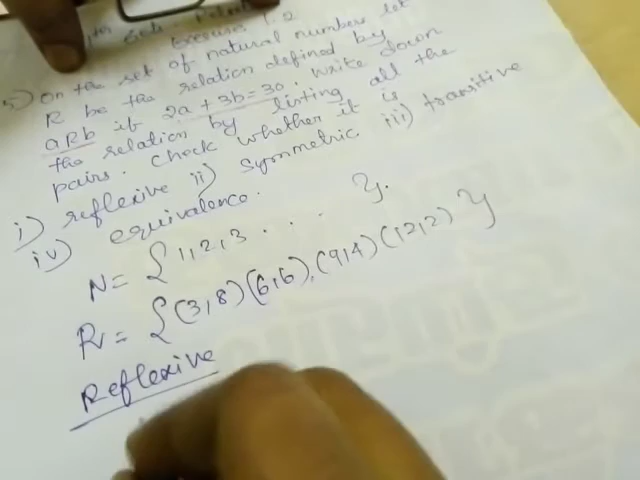 Exercise 1.2
5) On the set of natural numbers let
R be the relation defined by
aRb if 2a + 3b = 30. Write down
the relation by listing all the
pairs. Check whether it is
i) reflexive ii) Symmetric iii) transitive
iv) equivalence.
N = { 1, 2, 3 . . . }.
R = { (3,8) (6,6), (9,4) (12,2) }
Reflexive